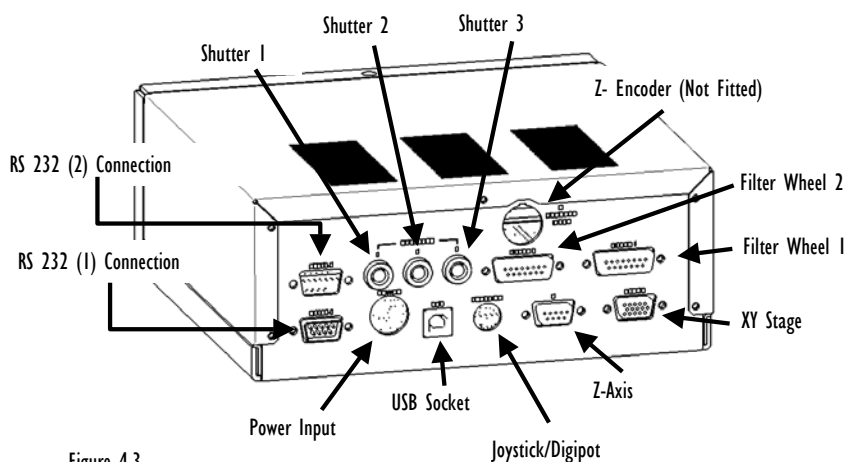 Shutter 1
Shutter 2
Shutter 3
Z- Encoder (Not Fitted)
RS 232 (2) Connection
Filter Wheel 2
RS 232 (1) Connection
Filter Wheel 1
XY Stage
Z-Axis
USB Socket
Power Input
Joystick/Digipot
Figure 4.3